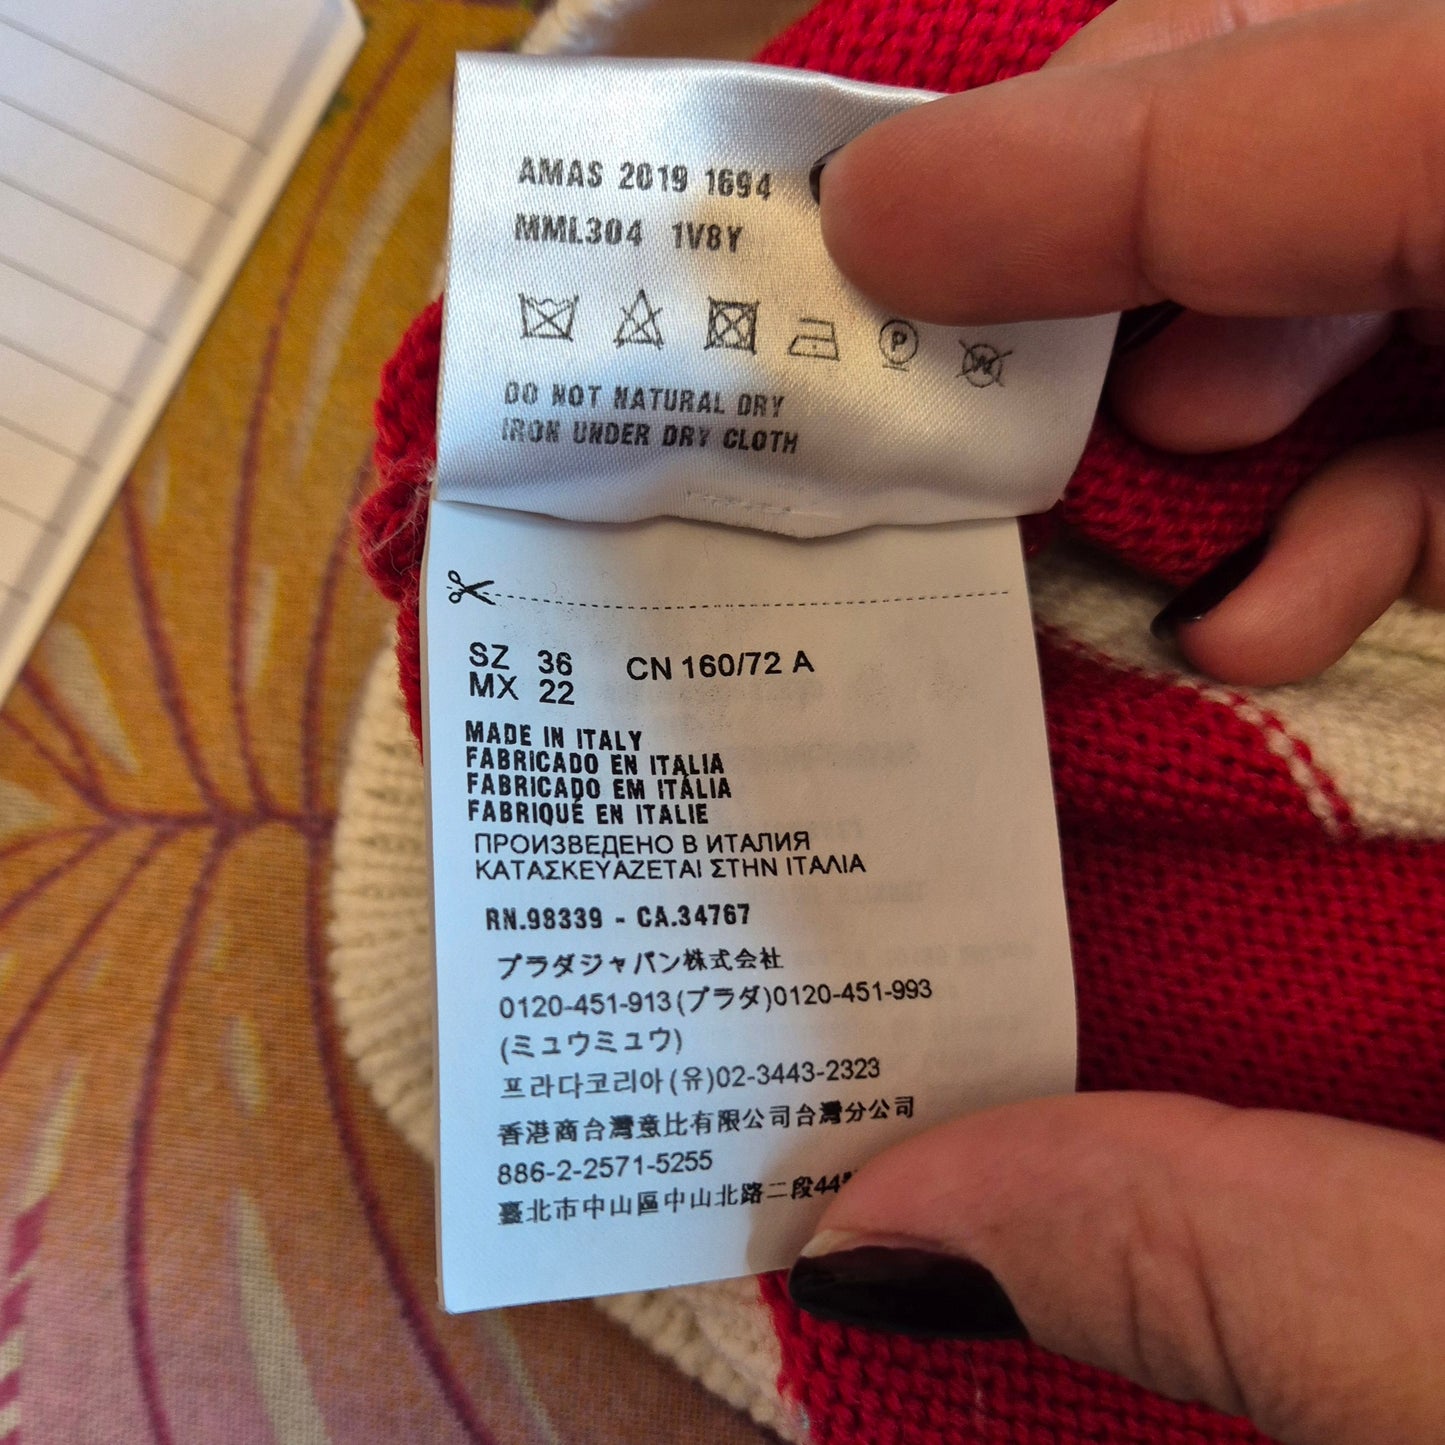 AMAS 2019 1694
MML304 1V8Y
P
W
DO NOT NATURAL DRY
IRON UNDER DRY CLOTH
SZ 36 CN 160/72 A
MX 22
MADE IN ITALY
FABRICADO EN ITALIA
FABRICADO EM ITÁLIA
FABRIQUÉ EN ITALIE
ПРОИЗВЕДЕНО В ИТАЛИЯ
ΚΑΤΑΣΚΕΥΑΖΕΤΑΙ ΣΤΗΝ ΙΤΑΛΙΑ
RN.98339 - CA.34767
プラダジャパン株式会社
0120-451-913(プラダ)0120-451-993
(ミュウミュウ)
프라다코리아(유)02-3443-2323
香港商台灣意比有限公司台灣分公司
886-2-2571-5255
臺北市中山區中山北路二段44